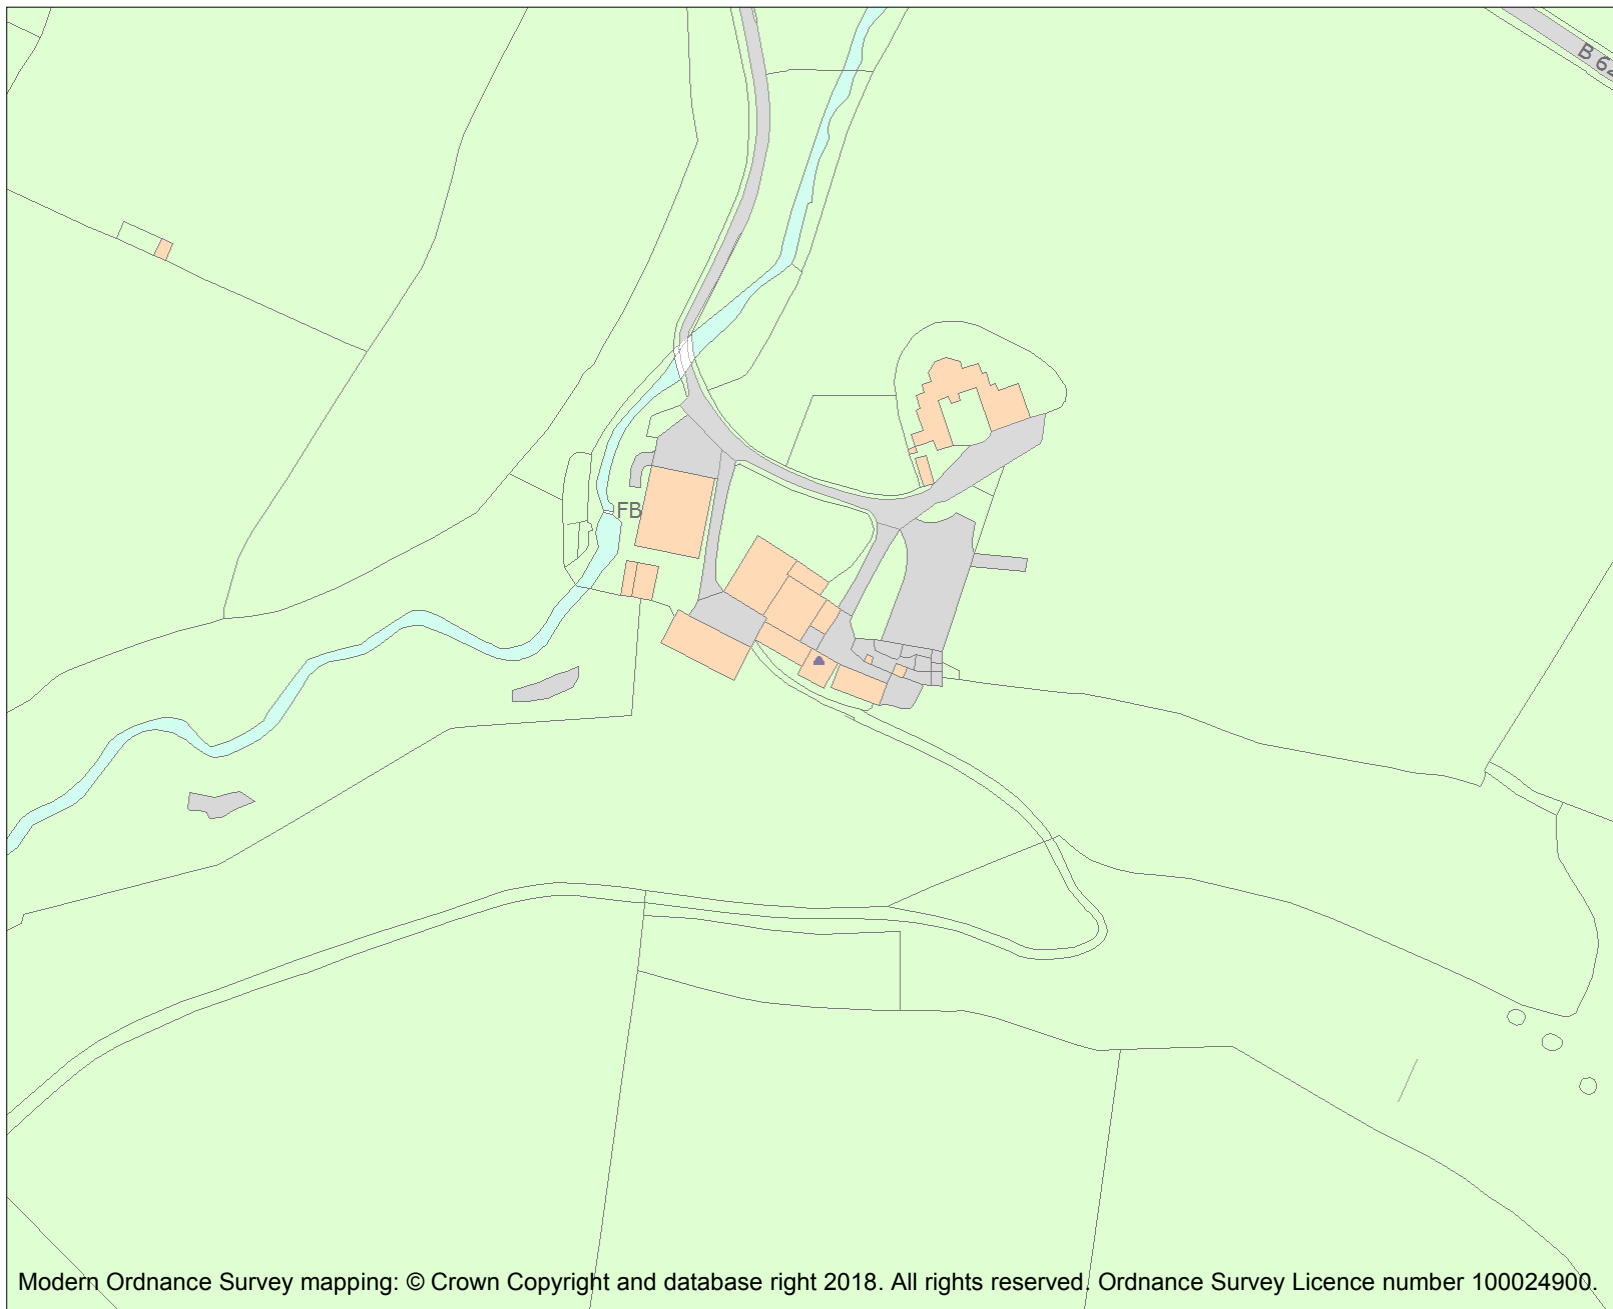 B 62
FB
Modern Ordnance Survey mapping: © Crown Copyright and database right 2018. All rights reserved. Ordnance Survey Licence number 100024900.